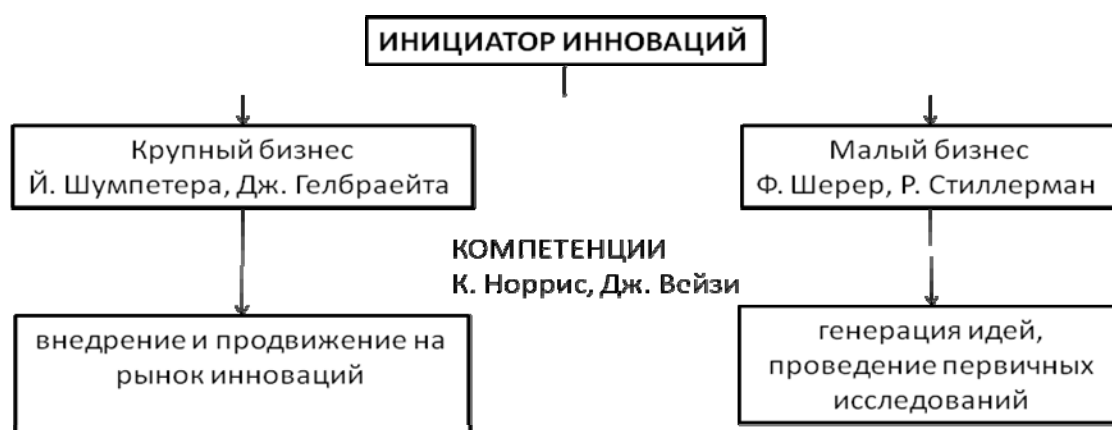 ИНИЦИАТОР ИННОВАЦИЙ
Крупный бизнес
Й. Шумпетера, Дж. Гелбраейта
Малый бизнес
Ф. Шерер, Р. Стиллерман
КОМПЕТЕНЦИИ
К. Норрис, Дж. Вейзи
внедрение и продвижение на
рынок инноваций
генерация идей,
проведение первичных
исследований